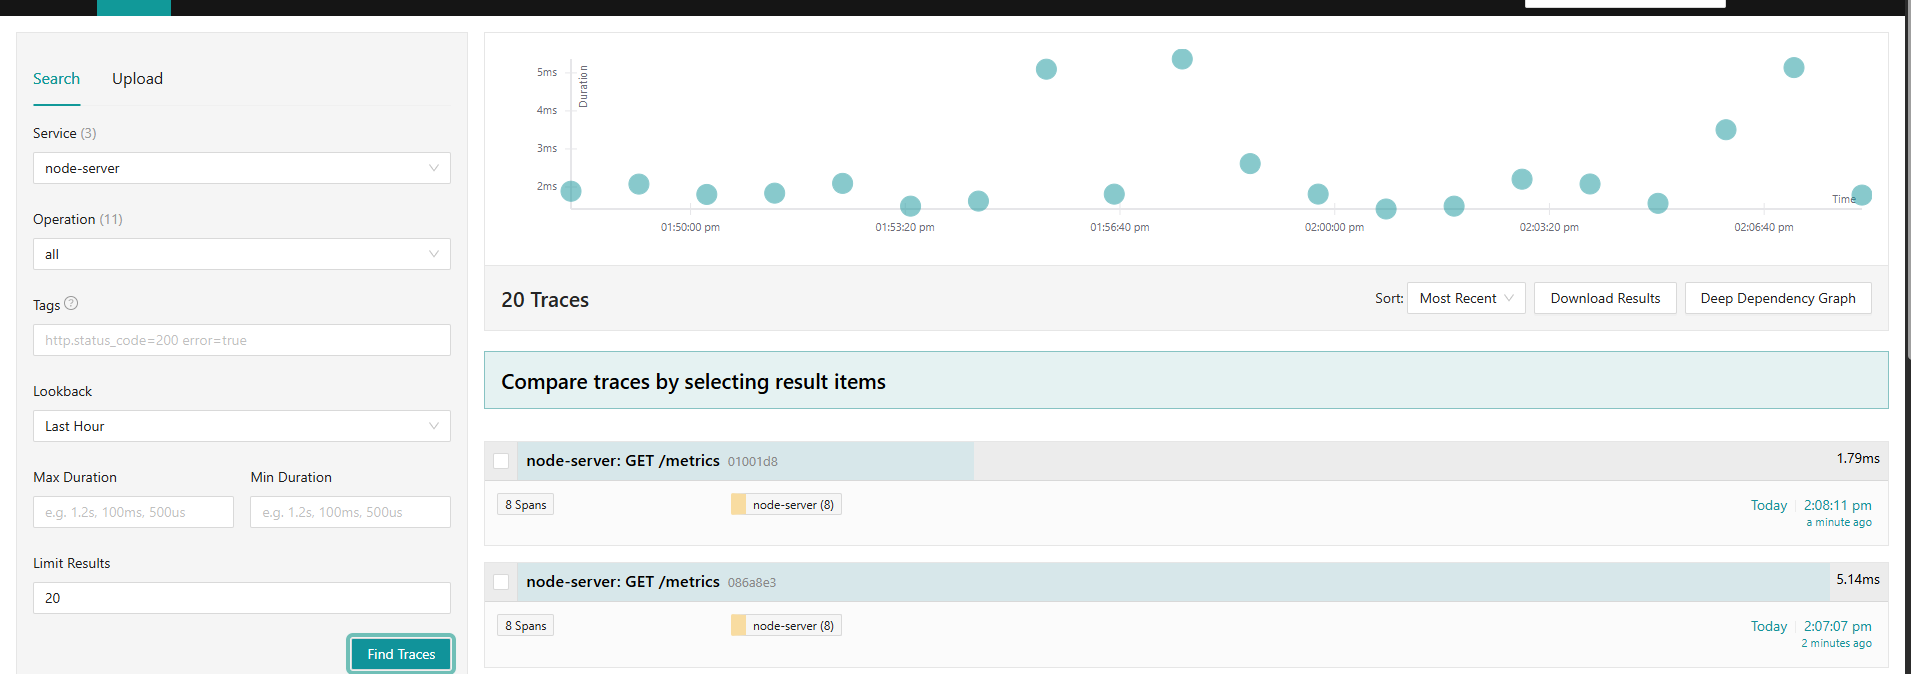 Search Upload
Service (3)
node-server
Operation (11)
all
Tags ?
http.status_code=200 error=true
Lookback
Last Hour
Max Duration Min Duration
e.g. 1.2s, 100ms, 500us e.g. 1.2s, 100ms, 500us
Limit Results
20
Find Traces
Duration
5ms
4ms
3ms
2ms
Time
01:50:00 pm 01:53:20 pm 01:56:40 pm 02:00:00 pm 02:03:20 pm 02:06:40 pm
20 Traces Sort: Most Recent Download Results Deep Dependency Graph
Compare traces by selecting result items
node-server: GET /metrics 01001d8 1.79ms
8 Spans node-server (8) Today 2:08:11 pm
a minute ago
node-server: GET /metrics 086a8e3 5.14ms
8 Spans node-server (8) Today 2:07:07 pm
2 minutes ago